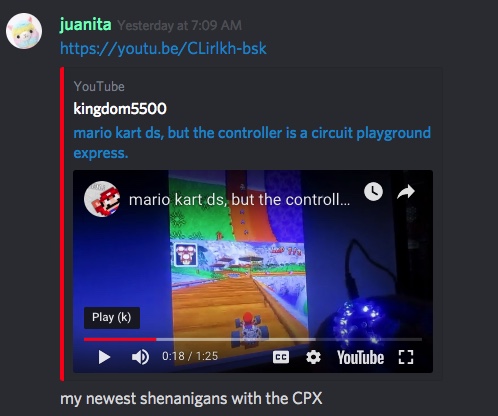 juanita Yesterday at 7:09 AM
https://youtu.be/CLirlkh-bsk
YouTube
kingdom5500
mario kart ds, but the controller is a circuit playground
express.
mario kart ds, but the controll...
Play (k)
0:18 / 1:25
CC
YouTube
my newest shenanigans with the CPX